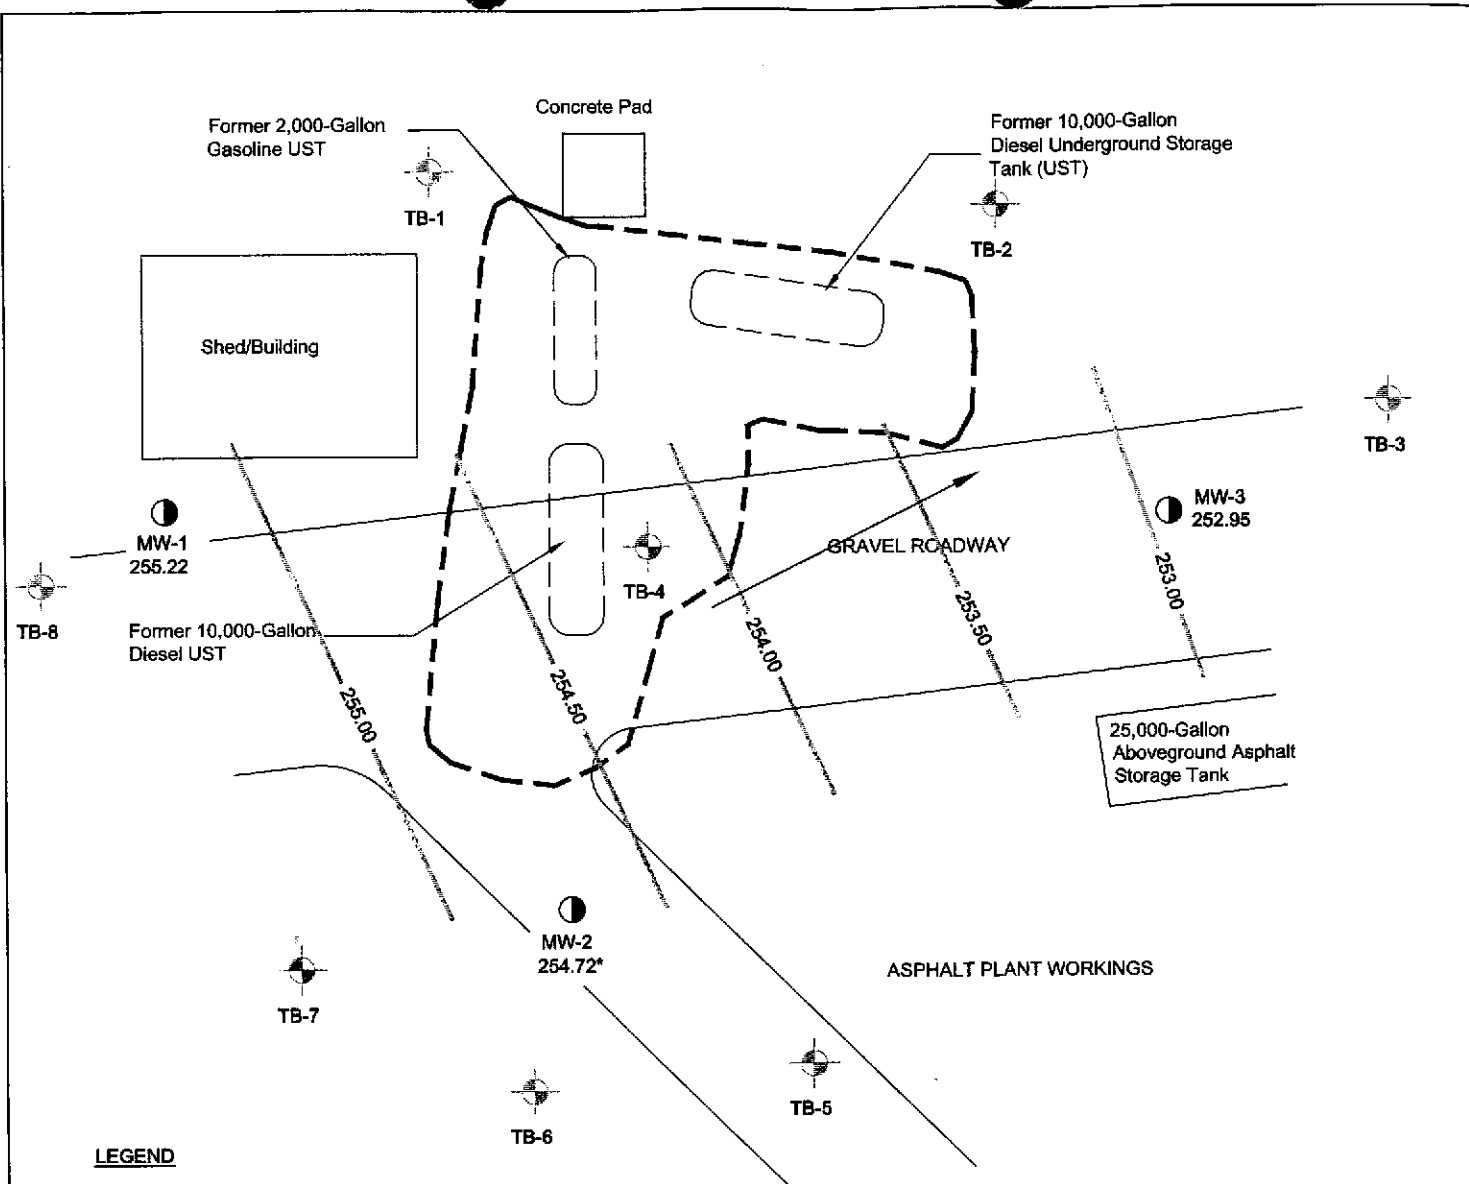 Concrete Pad
Former 2,000-Gallon
Gasoline UST
Former 10,000-Gallon
Diesel Underground Storage
Tank (UST)
TB-1
TB-2
Shed/Building
TB-3
MW-1
255.22
MW-3
252.95
GRAVEL ROADWAY
TB-4
TB-8
Former 10,000-Gallon
Diesel UST
255.00
254.50
254.00
253.50
253.00
25,000-Gallon
Aboveground Asphalt
Storage Tank
MW-2
254.72*
ASPHALT PLANT WORKINGS
TB-7
TB-5
TB-6
LEGEND